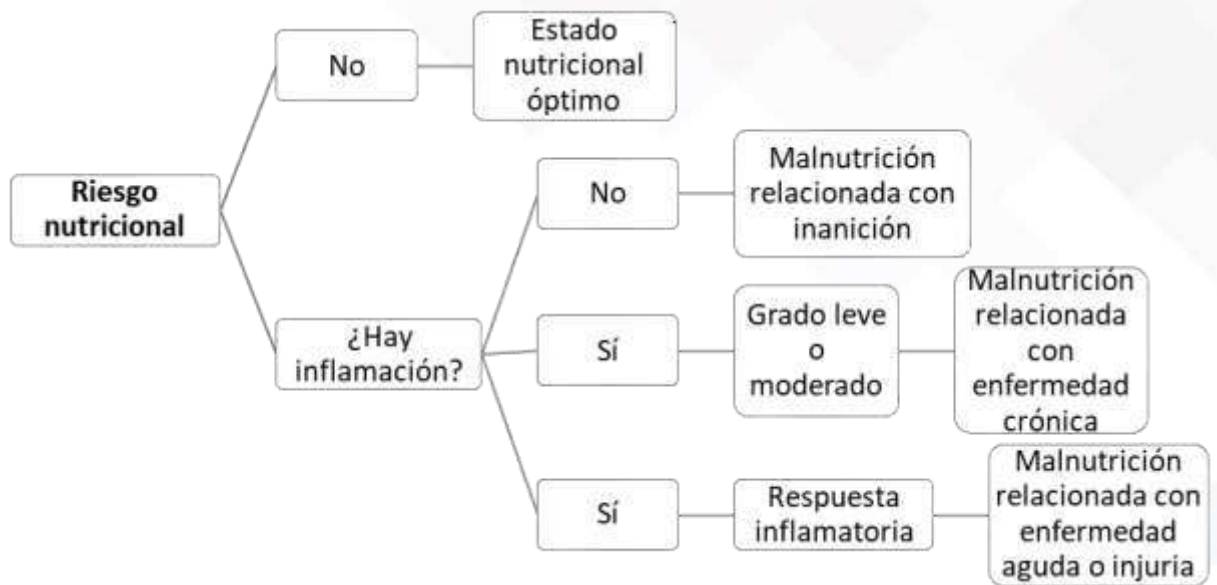 No
Estado
nutricional
óptimo
Riesgo
nutricional
¿Hay
inflamación?
No
Malnutrición
relacionada con
inanición
Sí
Grado leve
o
moderado
Malnutrición
relacionada
con
enfermedad
crónica
Sí
Respuesta
inflamatoria
Malnutrición
relacionada con
enfermedad
aguda o injuria